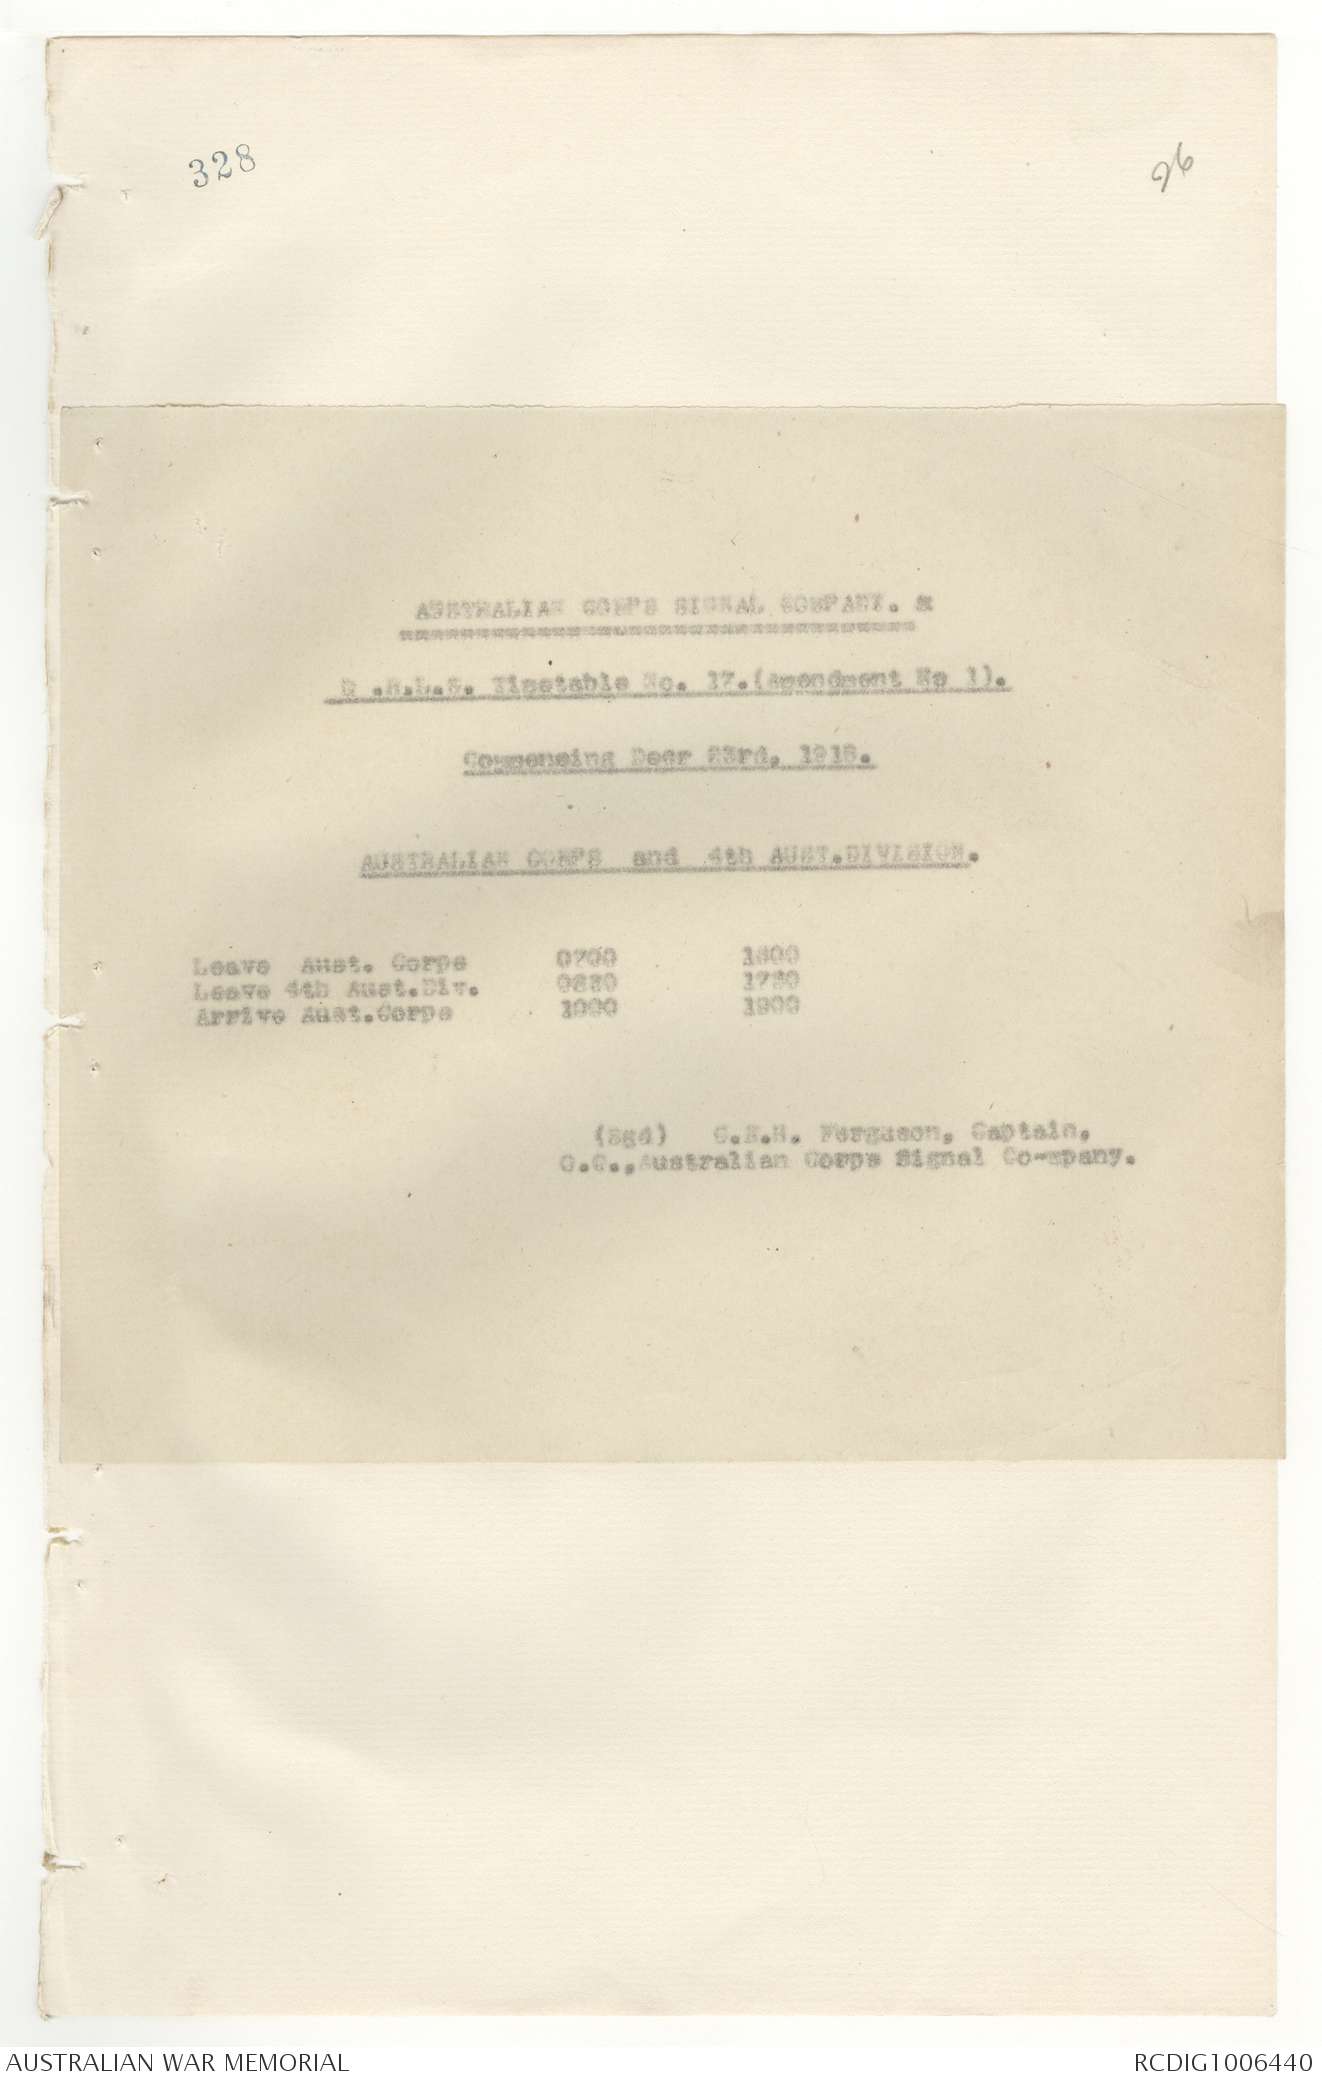 328
26
AUSTRALIAN CORPS SIGNAL COMPANY. &
D .R.L.S. Timetable No. 17.(Amendment No 1).
Commencing Decr 23rd, 1918.
AUSTRALIAN CORPS and 4th AUST.DIVISION.
Leave Aust. Corps 0700 1600
Leave 4th Aust.Div. 0830 1730
Arrive Aust.Corps 1000 1900
(Sgd) Ferguson, Captain,
O.C.,Australian Corps Signal Co-mpany.
AUSTRALIAN WAR MEMORIAL
RCDIG1006440